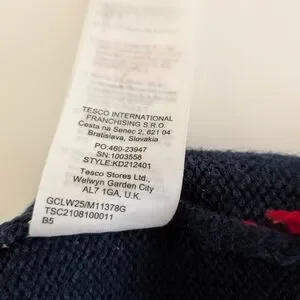 TESCO INTERNATIONAL
FRANCHISING S.R.O.
Cesta na Senec 2, 821 04
Bratislava, Slovakia
PO:460-23947
SN:1003558
STYLE:KD212401
Tesco Stores Ltd.,
Welwyn Garden City
AL7 1GA, U.K.
GCLW25/M11378G
TSC2108100011
B5